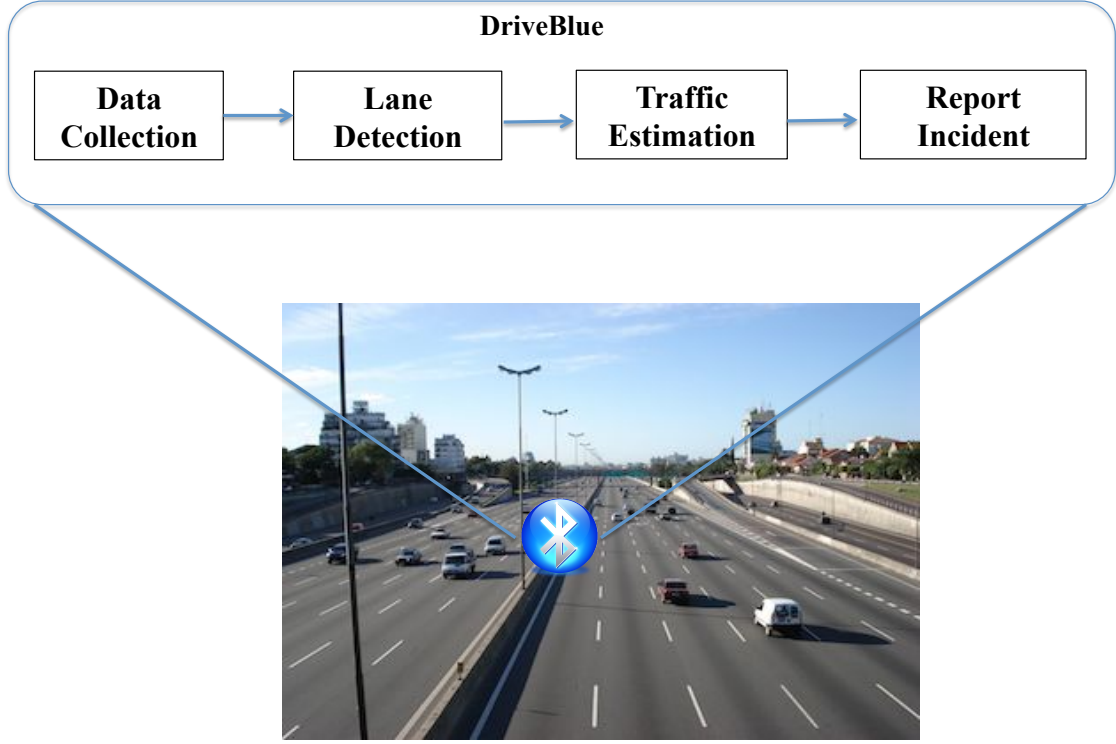 DriveBlue
Data
Collection
Lane
Detection
Traffic
Estimation
Report
Incident